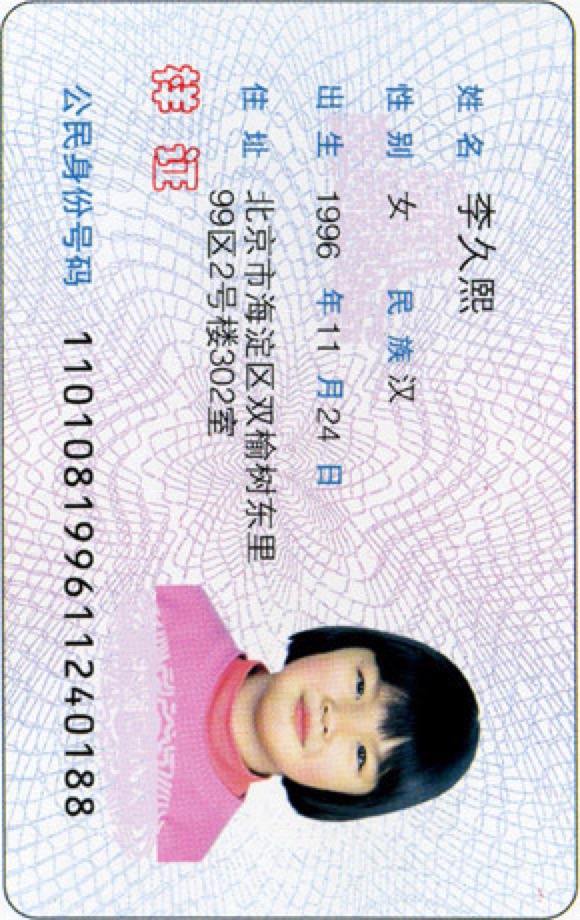 姓名 李久熙
性别 女 民族 汉
出生 1996 年 11 月 24 日
住址 北京市海淀区双榆树东里
99区2号楼302室
样证
公民身份号码 110108199611240188